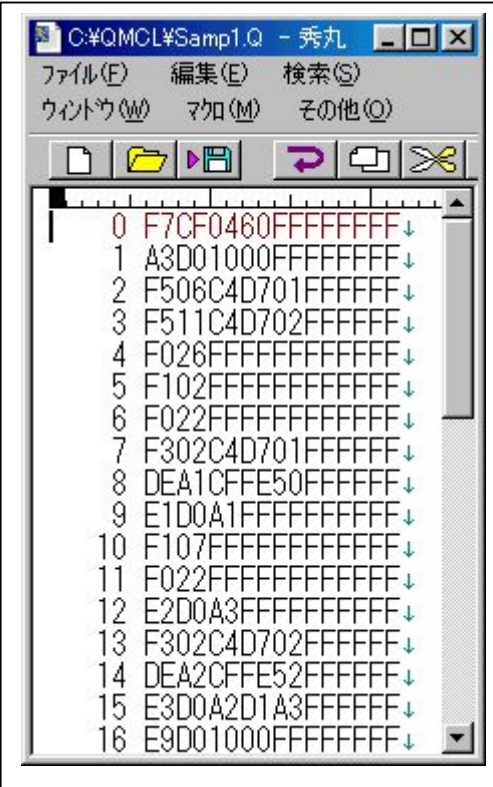 C:¥QMCL¥Samp1.Q - 秀丸
ファイル(F) 編集(E) 検索(S)
ウィンドウ(W) マクロ(M) その他(O)
0 F7CF0460FFFFFFFF↓
1 A3D01000FFFFFFFF↓
2 F506C4D701FFFFFF↓
3 F511C4D702FFFFFF↓
4 F026FFFFFFFFFFFF↓
5 F102FFFFFFFFFFFF↓
6 F022FFFFFFFFFFFF↓
7 F302C4D701FFFFFF↓
8 DEA1CFFE50FFFFFF↓
9 E1D0A1FFFFFFFFFF↓
10 F107FFFFFFFFFFFF↓
11 F022FFFFFFFFFFFF↓
12 E2D0A3FFFFFFFFFF↓
13 F302C4D702FFFFFF↓
14 DEA2CFFE52FFFFFF↓
15 E3D0A2D1A3FFFFFF↓
16 E9D01000FFFFFFFF↓